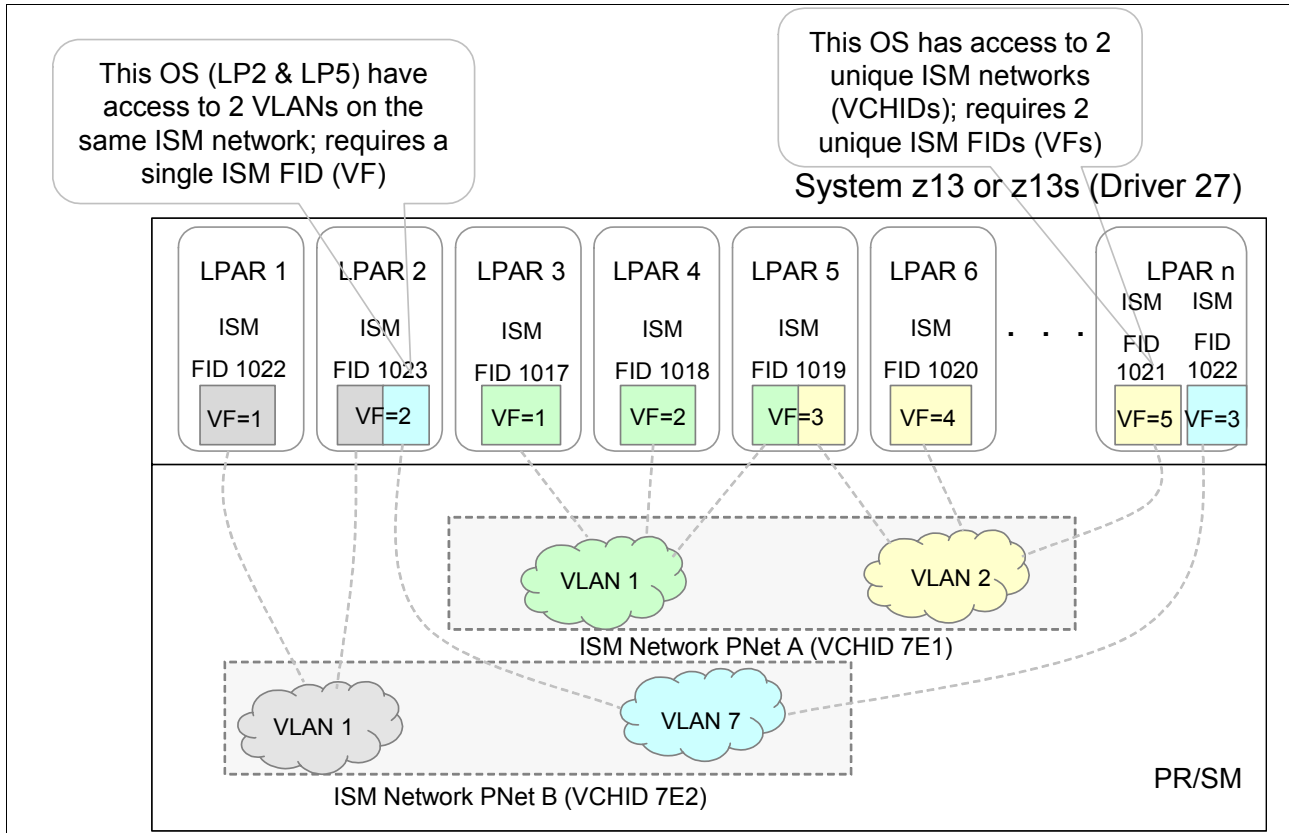 This OS (LP2 & LP5) have
access to 2 VLANs on the
same ISM network; requires a
single ISM FID (VF)
This OS has access to 2
unique ISM networks
(VCHIDs); requires 2
unique ISM FIDs (VFs)
System z13 or z13s (Driver 27)
LPAR 1
ISM
FID 1022
VF=1
LPAR 2
ISM
FID 1023
VF=2
LPAR 3
ISM
FID 1017
VF=1
LPAR 4
ISM
FID 1018
VF=2
LPAR 5
ISM
FID 1019
VF=3
LPAR 6
ISM
FID 1020
VF=4
. . .
LPAR n
ISM
FID
1021
VF=5
ISM
FID
1022
VF=3
VLAN 1
VLAN 2
ISM Network PNet A (VCHID 7E1)
VLAN 1
VLAN 7
ISM Network PNet B (VCHID 7E2)
PR/SM